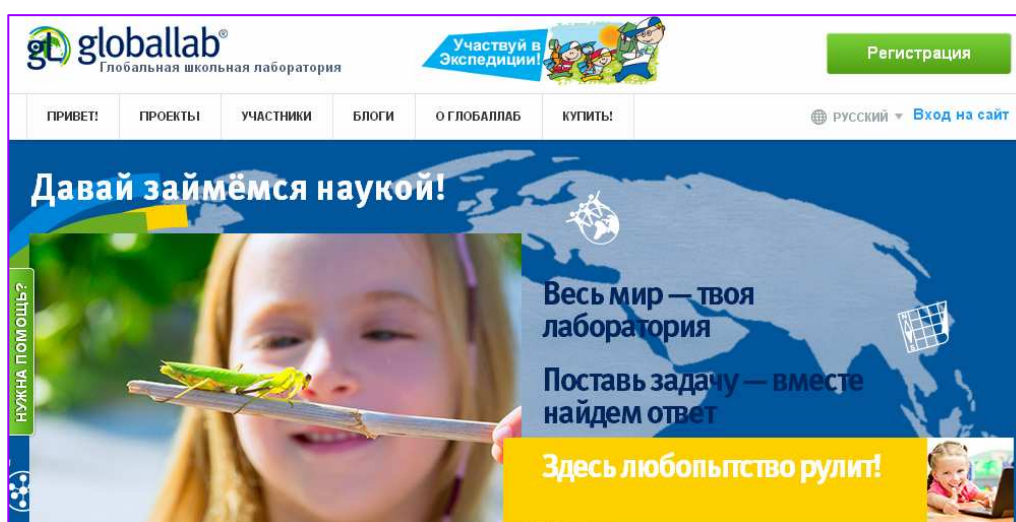 gl globallab®
Глобальная школьная лаборатория
Участвуй в
Экспедиции!
Регистрация
ПРИВЕТ!
ПРОЕКТЫ
УЧАСТНИКИ
БЛОГИ
О ГЛОБАЛЛАБ
КУПИТЬ!
РУССКИЙ
Вход на сайт
Давай займёмся наукой!
НУЖНА ПОМОЩЬ?
Весь мир — твоя
лаборатория
Поставь задачу — вместе
найдем ответ
Здесь любопытство рулит!